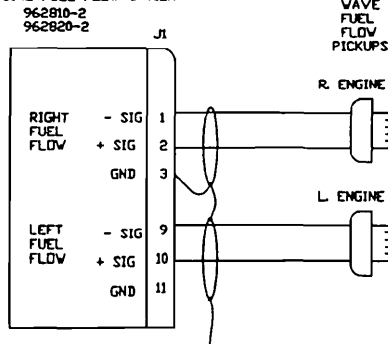 962810-2
962820-2
J1
WAVE
FUEL
FLOW
PICKUPS
R. ENGINE
RIGHT - SIG 1
FUEL
FLOW + SIG 2
GND 3
L. ENGINE
LEFT - SIG 9
FUEL
FLOW + SIG 10
GND 11